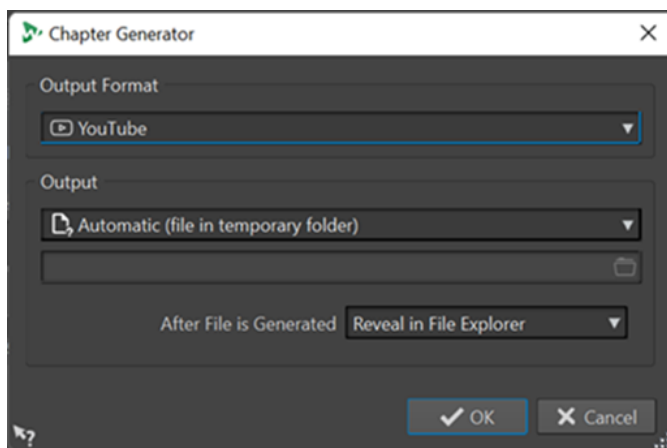 Chapter Generator
Output Format
YouTube
Output
Automatic (file in temporary folder)
After File is Generated Reveal in File Explorer
OK Cancel